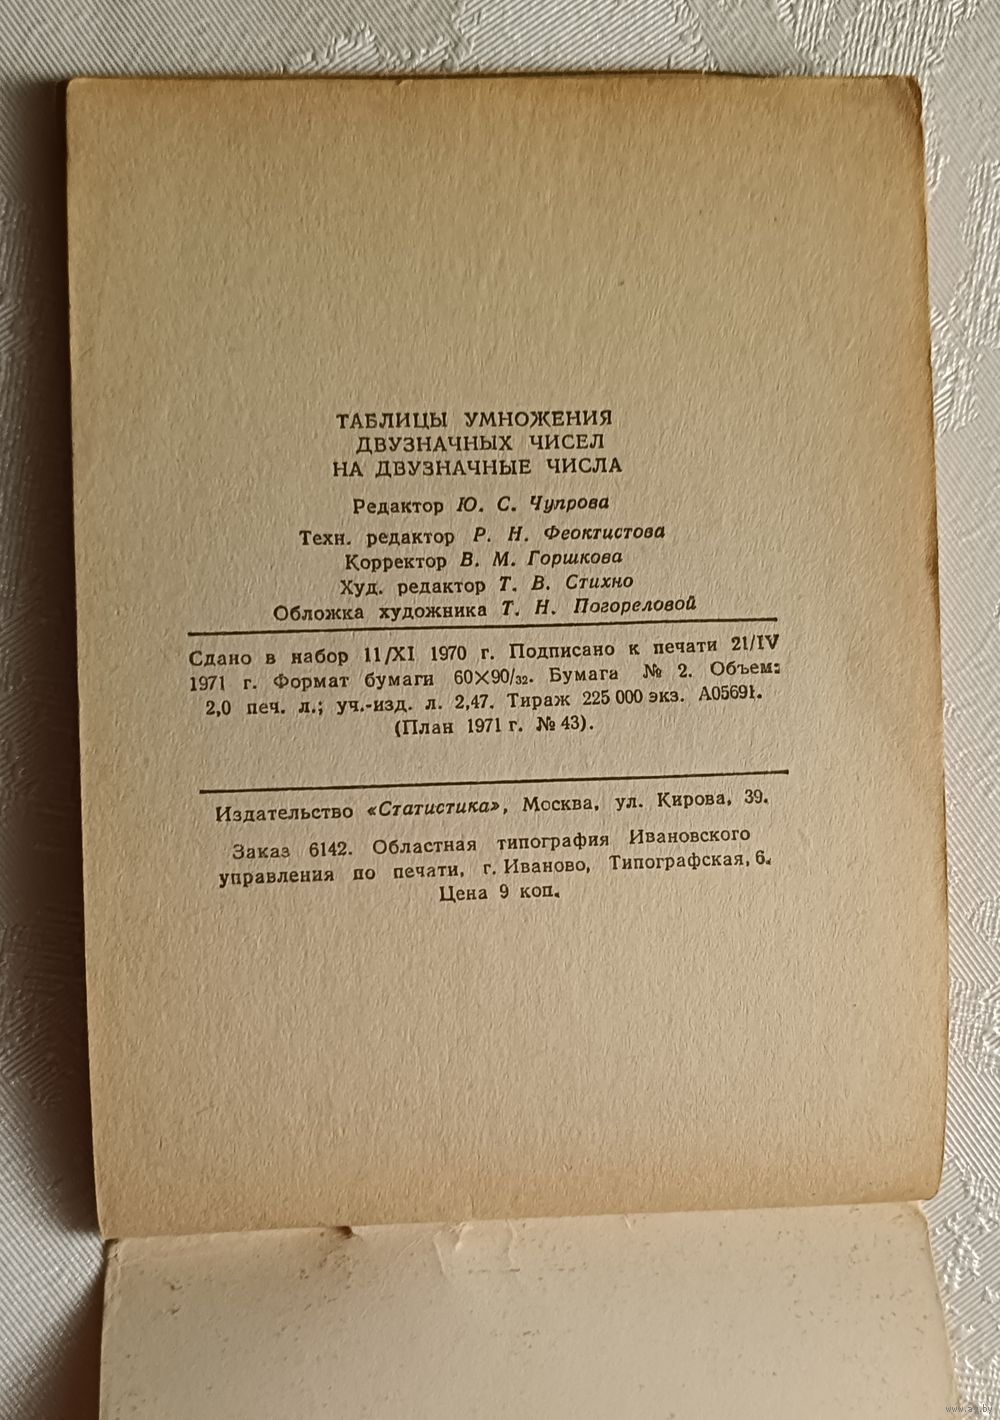 ТАБЛИЦЫ УМНОЖЕНИЯ
ДВУЗНАЧНЫХ ЧИСЕЛ
НА ДВУЗНАЧНЫЕ ЧИСЛА
Редактор Ю. С. Чупрова
Техн. редактор Р. Н. Феоктистова
Корректор В. М. Горшкова
Худ. редактор Т. В. Стихно
Обложка художника Т. Н. Погореловой
Сдано в набор 11/XI 1970 г. Подписано к печати 21/IV
1971 г. Формат бумаги 60×90/32. Бумага № 2. Объем:
2,0 печ. л.; уч.-изд. л. 2,47. Тираж 225 000 экз. А05691.
(План 1971 г. № 43).
Издательство «Статистика», Москва, ул. Кирова, 39.
Заказ 6142. Областная типография Ивановского
управления по печати, г. Иваново, Типографская, 6.
Цена 9 коп.
www.ay.by